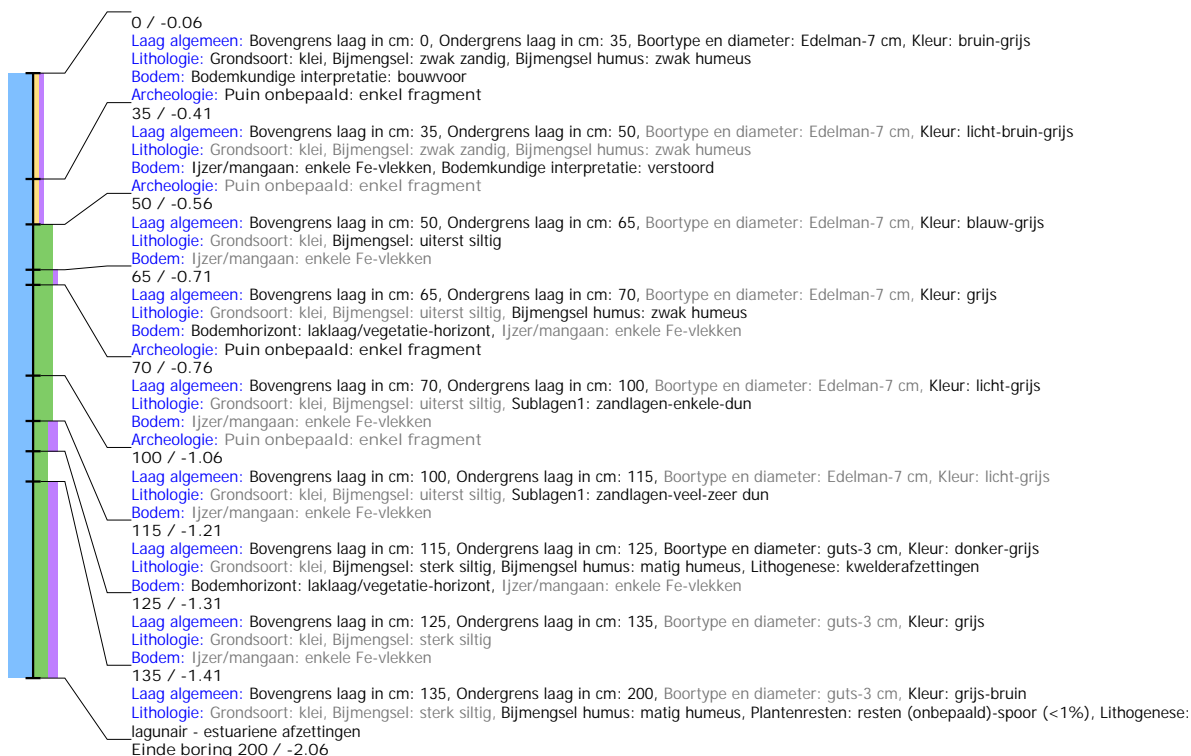 0 / -0.06
Laag algemeen: Bovengrens laag in cm: 0, Ondergrens laag in cm: 35, Boortype en diameter: Edelman-7 cm, Kleur: bruin-grijs
Lithologie: Grondsoort: klei, Bijmengsel: zwak zandig, Bijmengsel humus: zwak humeus
Bodem: Bodemkundige interpretatie: bouwvoor
Archeologie: Puin onbepaald: enkel fragment
35 / -0.41
Laag algemeen: Bovengrens laag in cm: 35, Ondergrens laag in cm: 50, Boortype en diameter: Edelman-7 cm, Kleur: licht-bruin-grijs
Lithologie: Grondsoort: klei, Bijmengsel: zwak zandig, Bijmengsel humus: zwak humeus
Bodem: Ijzer/mangaan: enkele Fe-vlekken, Bodemkundige interpretatie: verstoord
Archeologie: Puin onbepaald: enkel fragment
50 / -0.56
Laag algemeen: Bovengrens laag in cm: 50, Ondergrens laag in cm: 65, Boortype en diameter: Edelman-7 cm, Kleur: blauw-grijs
Lithologie: Grondsoort: klei, Bijmengsel: uiterst siltig
Bodem: Ijzer/mangaan: enkele Fe-vlekken
65 / -0.71
Laag algemeen: Bovengrens laag in cm: 65, Ondergrens laag in cm: 70, Boortype en diameter: Edelman-7 cm, Kleur: grijs
Lithologie: Grondsoort: klei, Bijmengsel: uiterst siltig, Bijmengsel humus: zwak humeus
Bodem: Bodemhorizont: laklaag/vegetatie-horizont, Ijzer/mangaan: enkele Fe-vlekken
Archeologie: Puin onbepaald: enkel fragment
70 / -0.76
Laag algemeen: Bovengrens laag in cm: 70, Ondergrens laag in cm: 100, Boortype en diameter: Edelman-7 cm, Kleur: licht-grijs
Lithologie: Grondsoort: klei, Bijmengsel: uiterst siltig, Sublagen1: zandlagen-enkele-dun
Bodem: Ijzer/mangaan: enkele Fe-vlekken
Archeologie: Puin onbepaald: enkel fragment
100 / -1.06
Laag algemeen: Bovengrens laag in cm: 100, Ondergrens laag in cm: 115, Boortype en diameter: Edelman-7 cm, Kleur: licht-grijs
Lithologie: Grondsoort: klei, Bijmengsel: uiterst siltig, Sublagen1: zandlagen-veel-zeer dun
Bodem: Ijzer/mangaan: enkele Fe-vlekken
115 / -1.21
Laag algemeen: Bovengrens laag in cm: 115, Ondergrens laag in cm: 125, Boortype en diameter: guts-3 cm, Kleur: donker-grijs
Lithologie: Grondsoort: klei, Bijmengsel: sterk siltig, Bijmengsel humus: matig humeus, Lithogenese: kwelderafzettingen
Bodem: Bodemhorizont: laklaag/vegetatie-horizont, Ijzer/mangaan: enkele Fe-vlekken
125 / -1.31
Laag algemeen: Bovengrens laag in cm: 125, Ondergrens laag in cm: 135, Boortype en diameter: guts-3 cm, Kleur: grijs
Lithologie: Grondsoort: klei, Bijmengsel: sterk siltig
Bodem: Ijzer/mangaan: enkele Fe-vlekken
135 / -1.41
Laag algemeen: Bovengrens laag in cm: 135, Ondergrens laag in cm: 200, Boortype en diameter: guts-3 cm, Kleur: grijs-bruin
Lithologie: Grondsoort: klei, Bijmengsel: sterk siltig, Bijmengsel humus: matig humeus, Plantenresten: resten (onbepaald)-spoor (<1%), Lithogenese:
lagunair - estuariene afzettingen
Einde boring 200 / -2.06